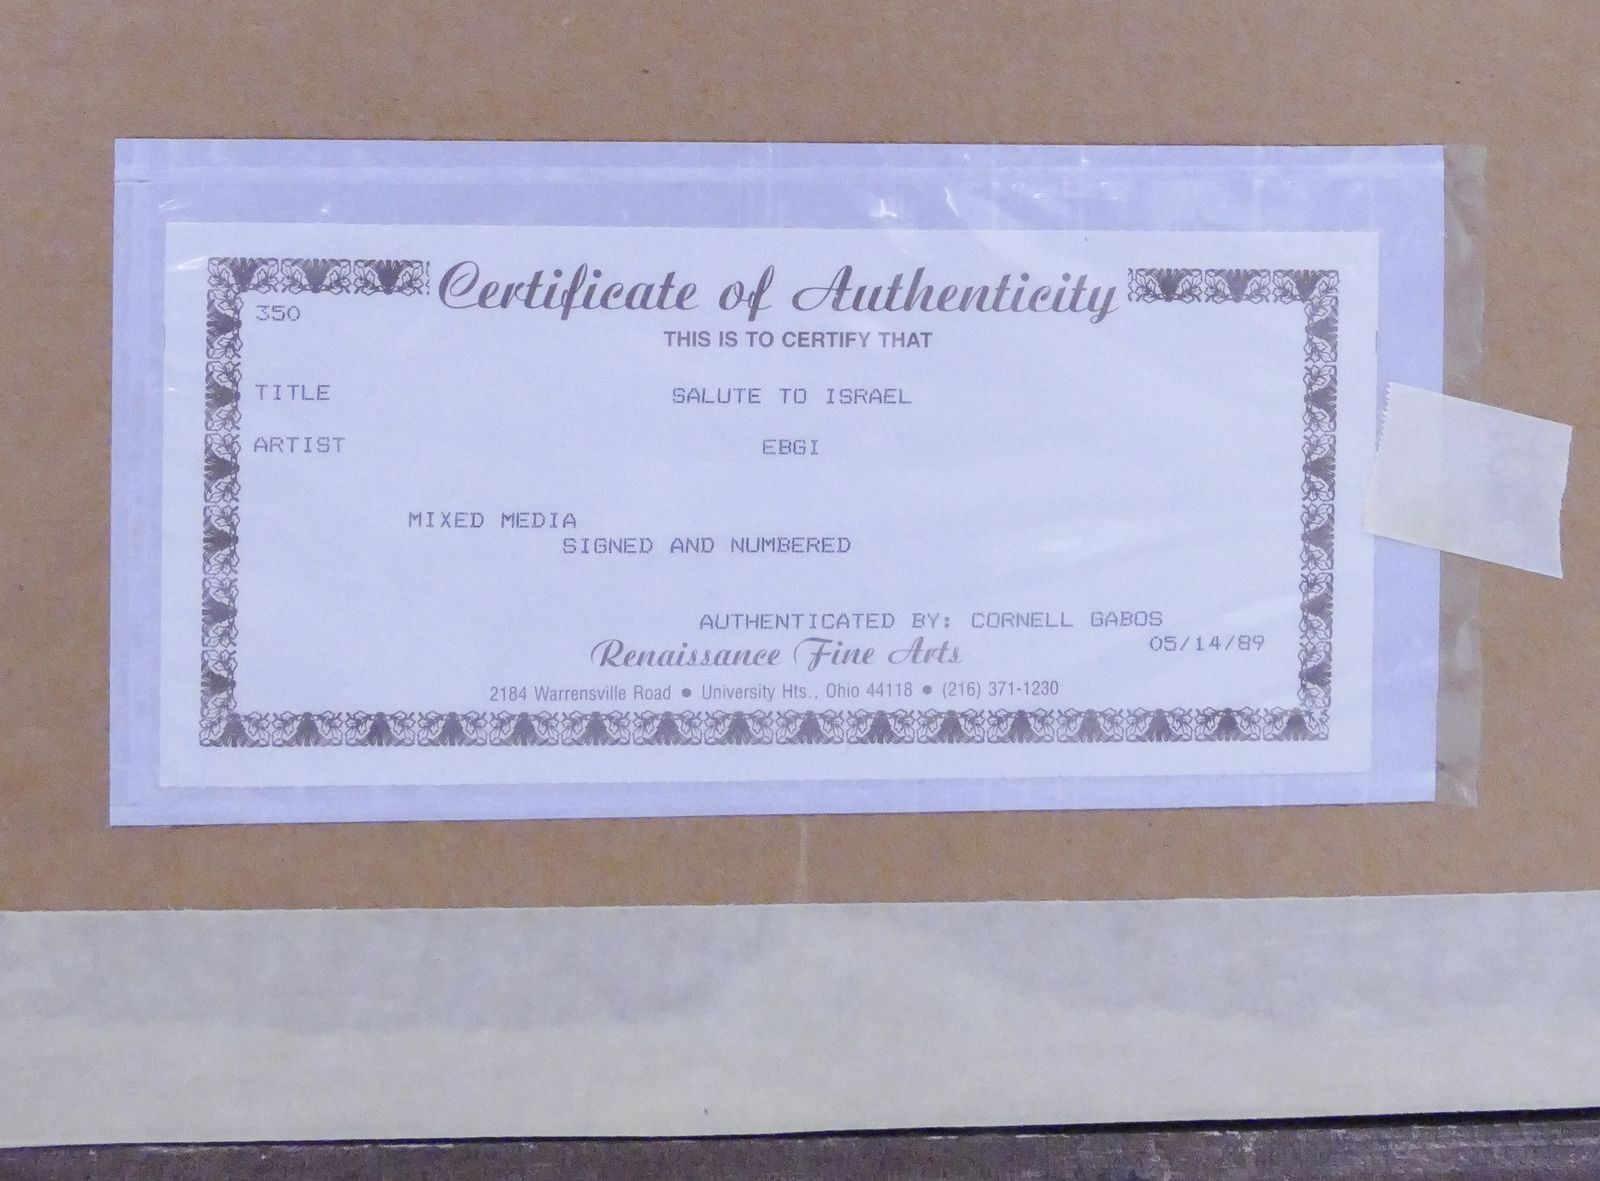 Certificate of Authenticity
350
THIS IS TO CERTIFY THAT
TITLE SALUTE TO ISRAEL
ARTIST EBGI
MIXED MEDIA
SIGNED AND NUMBERED
AUTHENTICATED BY: CORNELL GABOS
Renaissance Fine Arts 05/14/89
2184 Warrensville Road • University Hts., Ohio 44118 • (216) 371-1230